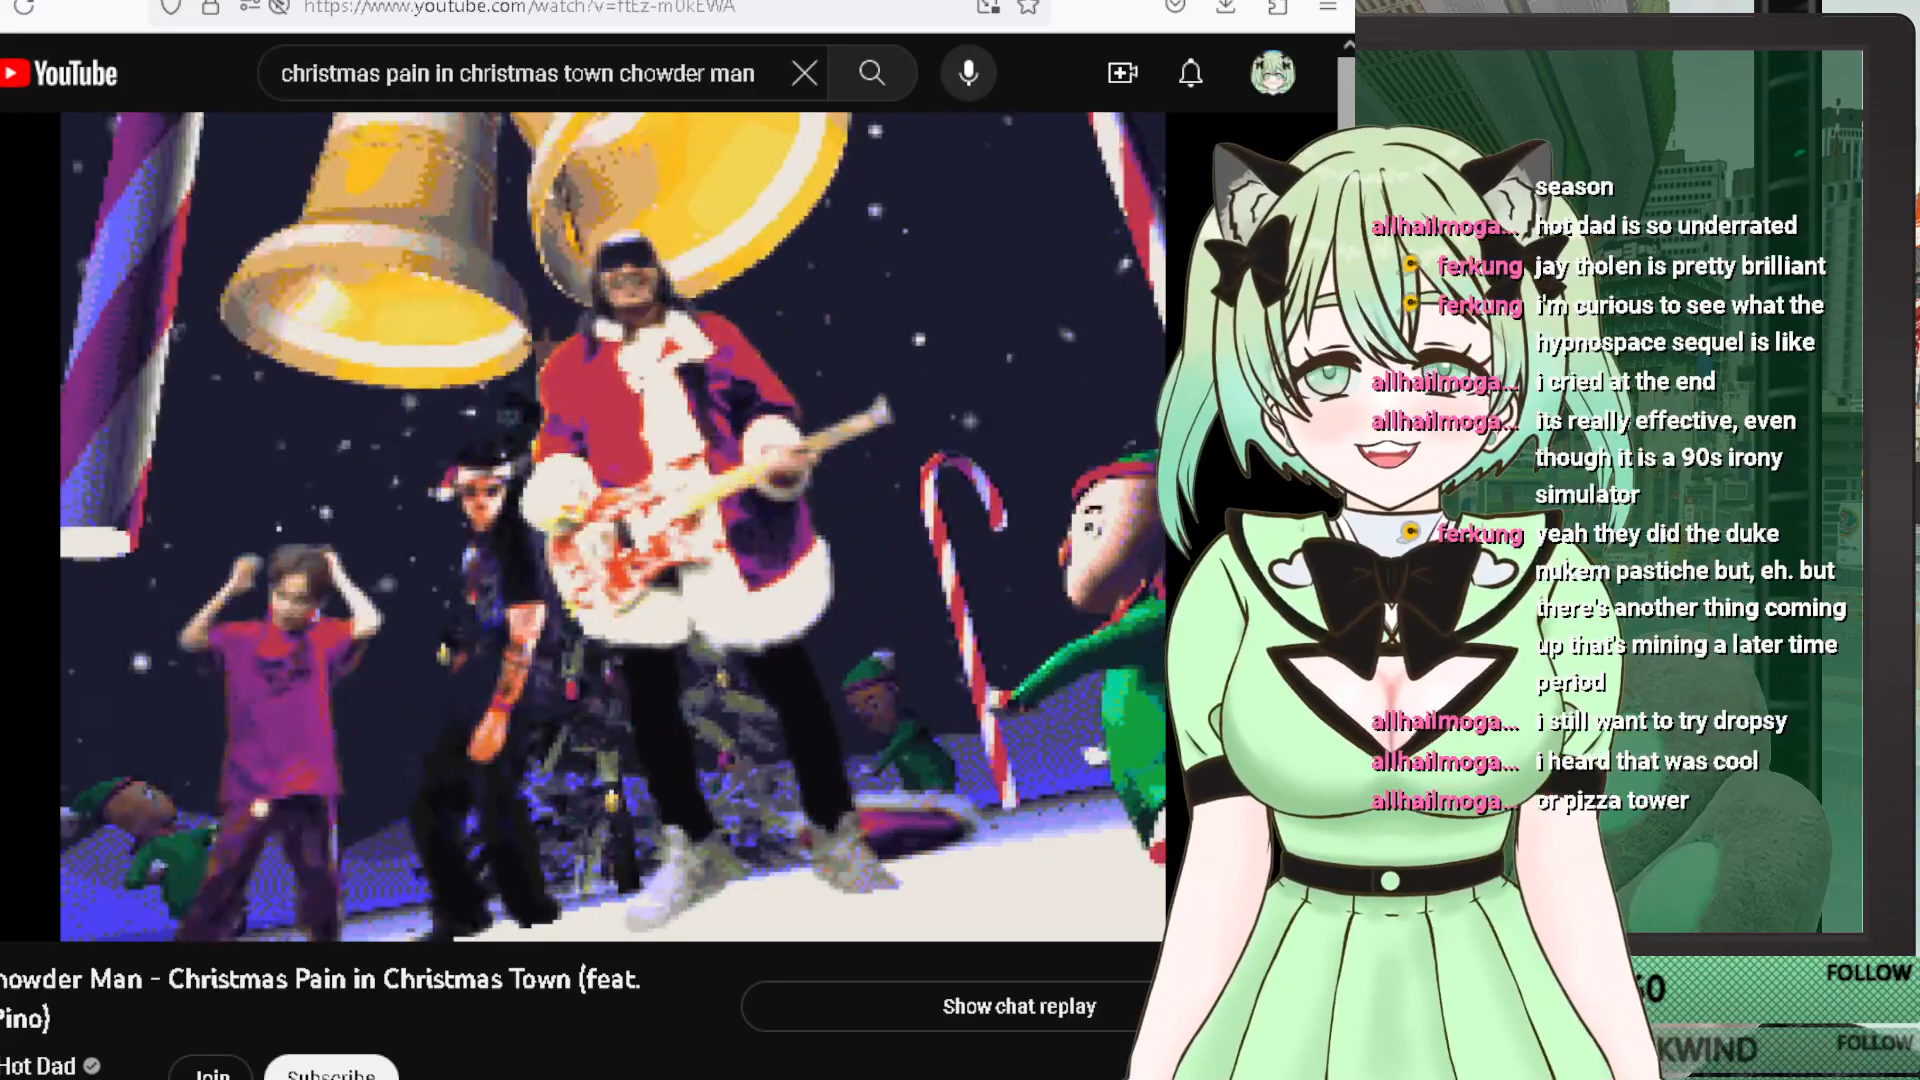 https://www.youtube.com/watch?v=ftEz-m0kEWA
YouTube
christmas pain in christmas town chowder man
season
allhailmoga... hot dad is so underrated
ferkung jay tholen is pretty brilliant
ferkung i'm curious to see what the
hypnospace sequel is like
allhailmoga... i cried at the end
allhailmoga... its really effective, even
though it is a 90s irony
simulator
ferkung yeah they did the duke
nukem pastiche but, eh. but
there's another thing coming
up that's mining a later time
period
allhailmoga... i still want to try dropsy
allhailmoga... i heard that was cool
allhailmoga... or pizza tower
howder Man - Christmas Pain in Christmas Town (feat.
Pino)
Show chat replay
Hot Dad
Join
Subscribe
FOLLOW
KWIND
FOLLOW